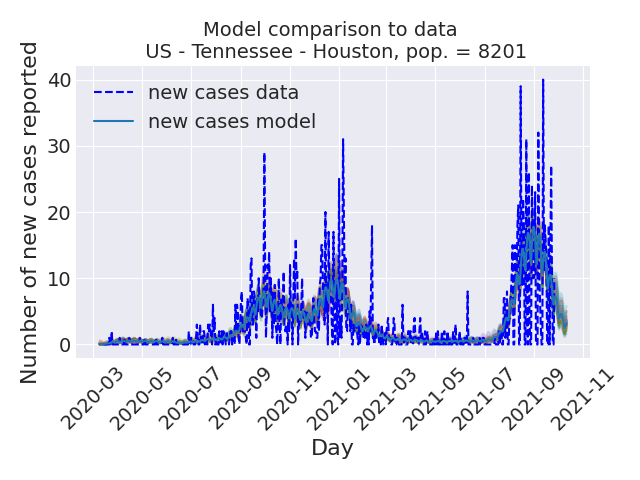 Model comparison to data
US - Tennessee - Houston, pop. = 8201
Number of new cases reported
40
30
20
10
0
new cases data
new cases model
2020-03
2020-05
2020-07
2020-09
2020-11
2021-01
2021-03
2021-05
2021-07
2021-09
2021-11
Day